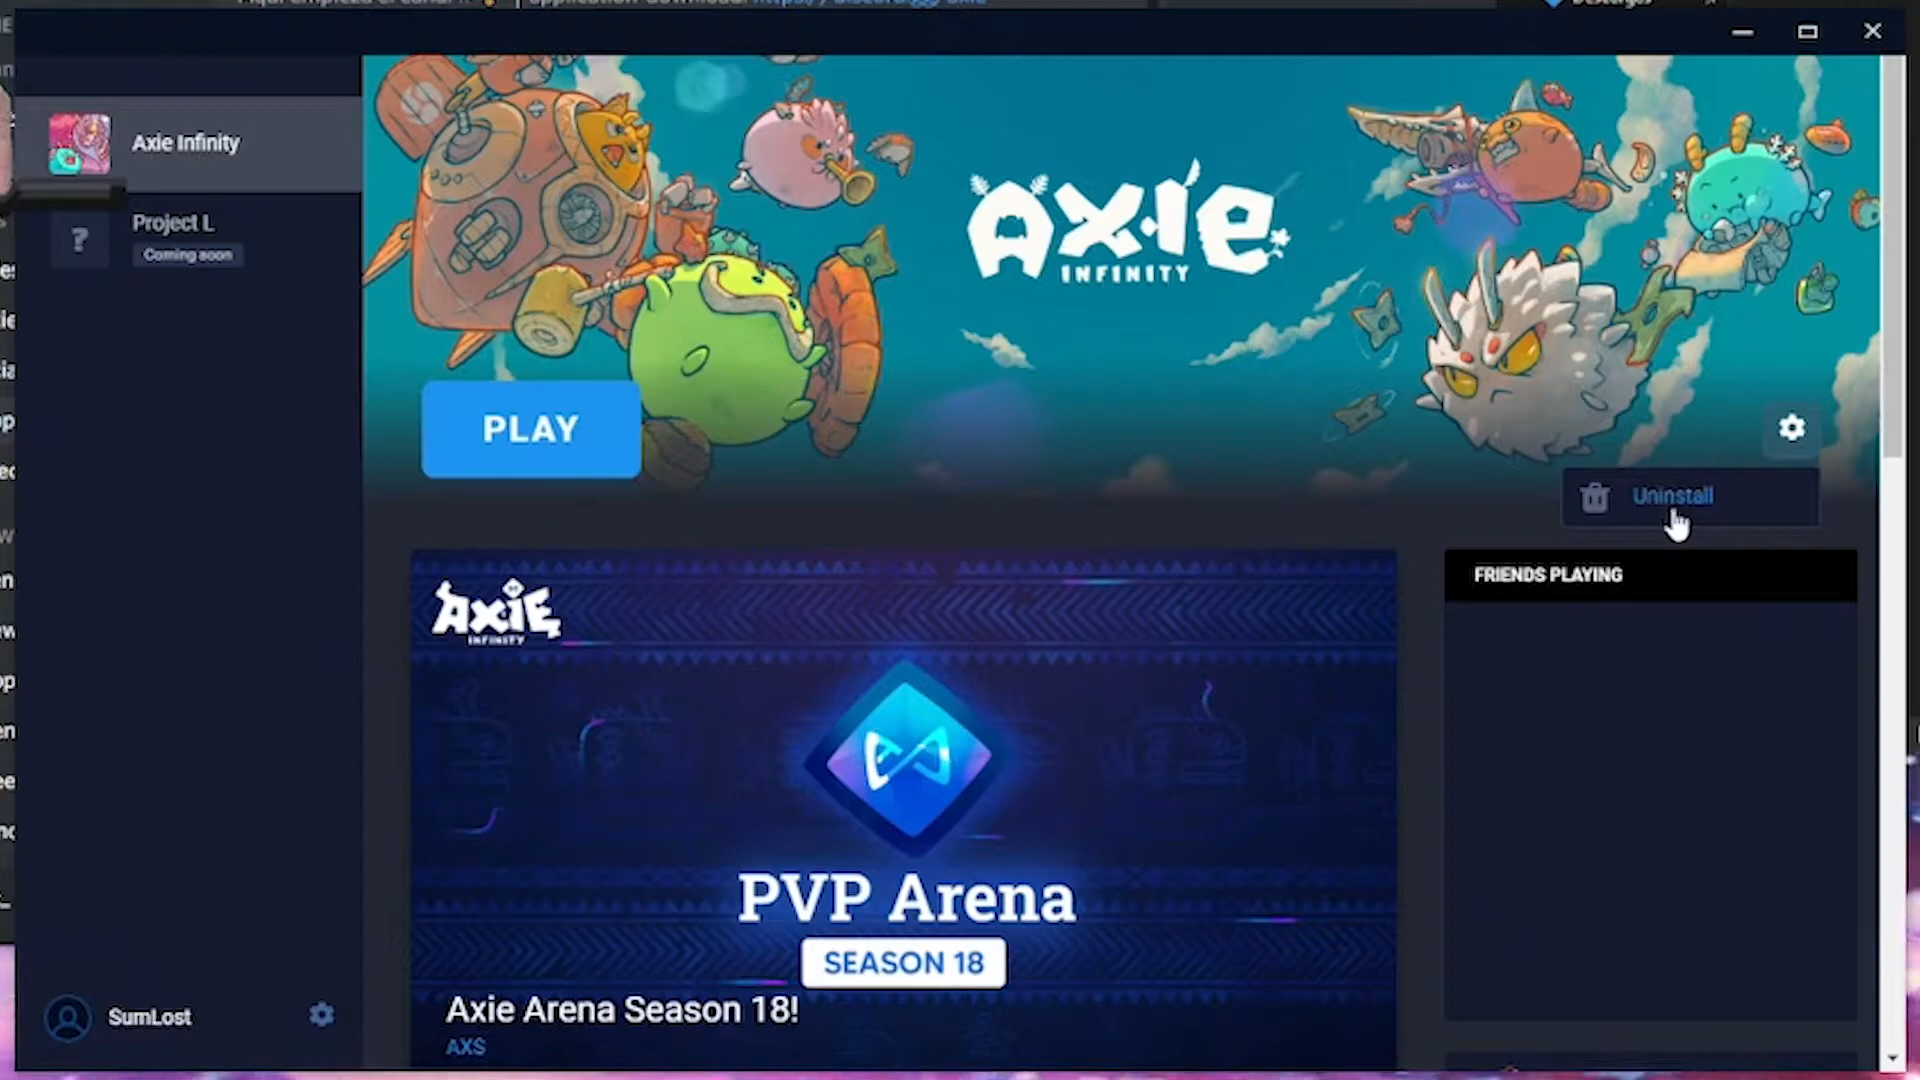 Axie Infinity
Project L
?
Coming soon
AXIE
INFINITY
PLAY
Uninstall
FRIENDS PLAYING
AXIE
INFINITY
PVP Arena
SEASON 18
Axie Arena Season 18!
AXS
SumLost